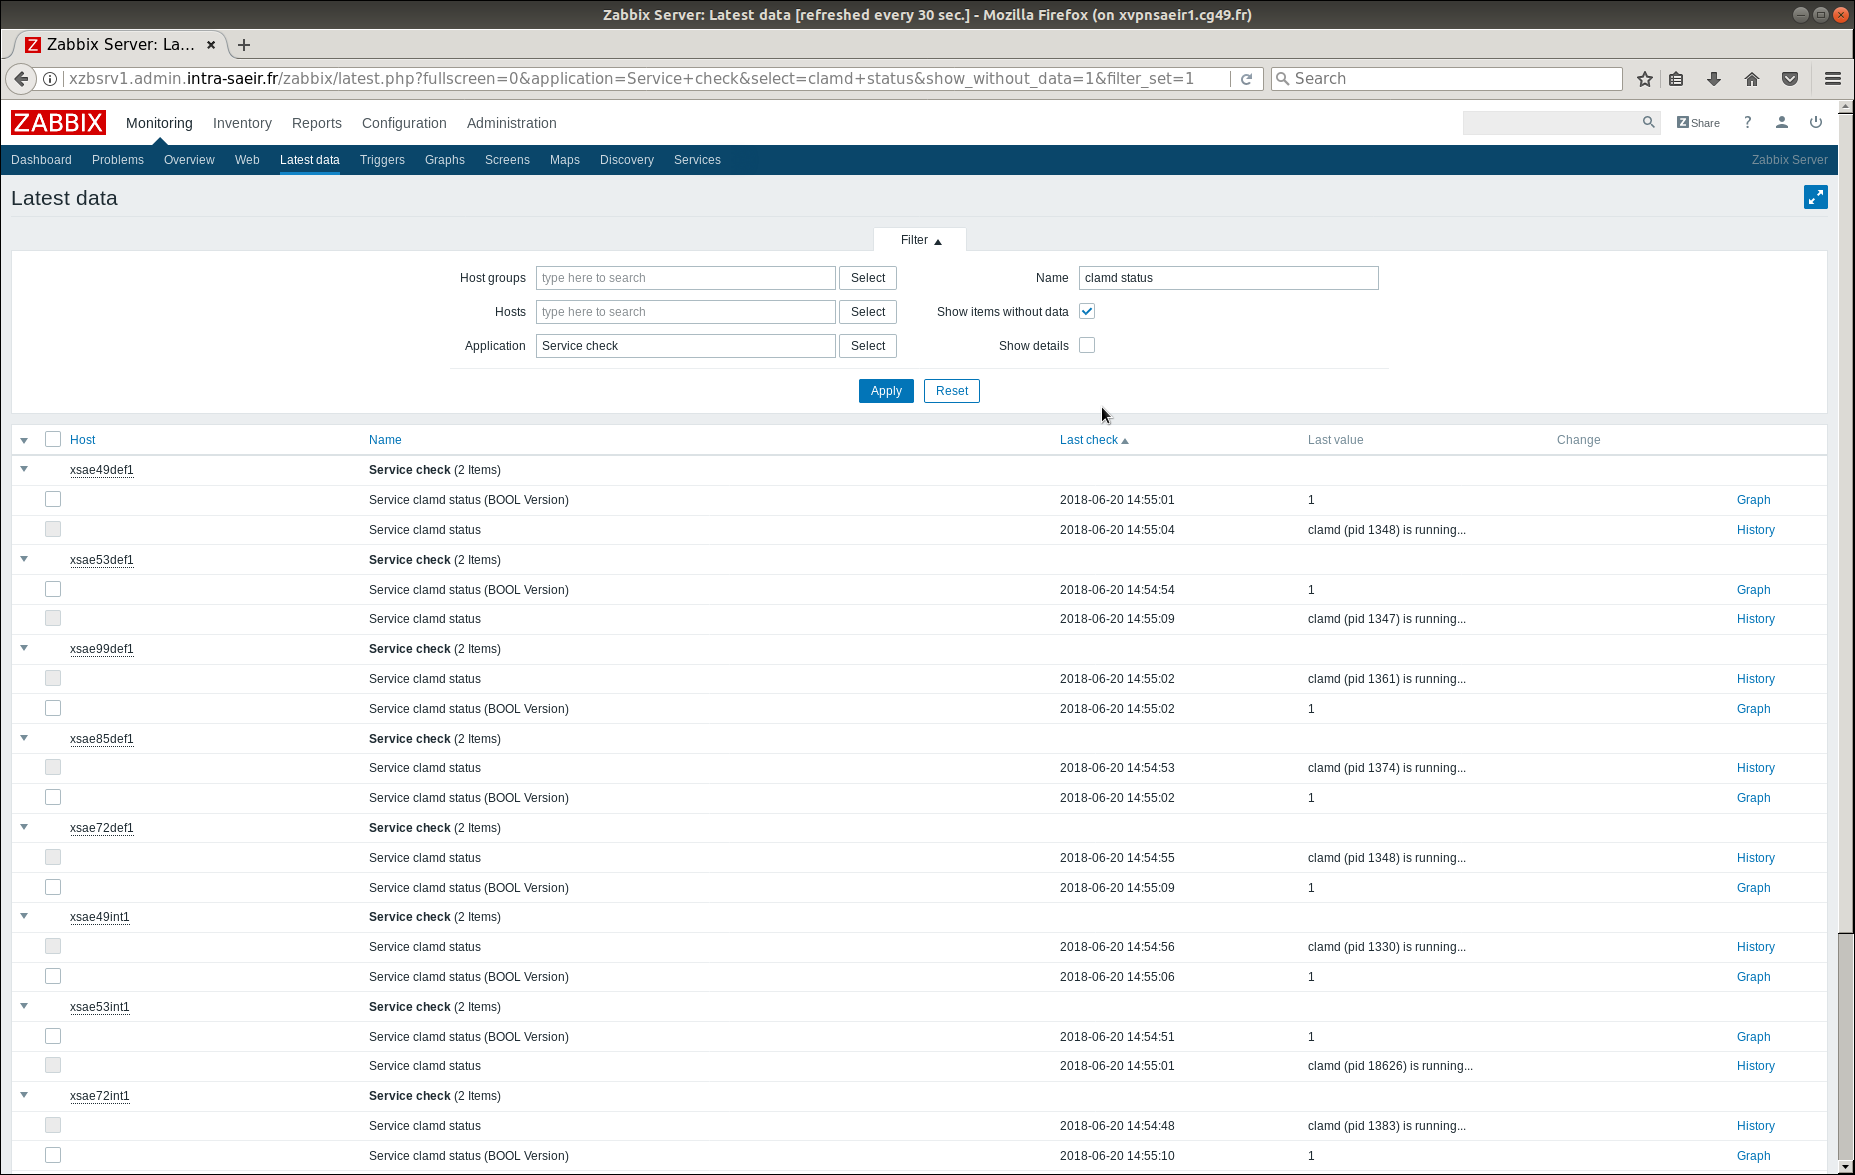 Zabbix Server: Latest data [refreshed every 30 sec.] - Mozilla Firefox (on xvpnsaeir1.cg49.fr)
Z Zabbix Server: La... × +
xzbsrv1.admin.intra-saeir.fr/zabbix/latest.php?fullscreen=0&application=Service+check&select=clamd+status&show_without_data=1&filter_set=1 Search
ZABBIX Monitoring Inventory Reports Configuration Administration Z Share ?
Dashboard Problems Overview Web Latest data Triggers Graphs Screens Maps Discovery Services Zabbix Server
Latest data
Filter ▲
Host groups type here to search Select Name clamd status
Hosts type here to search Select Show items without data
Application Service check Select Show details
Apply Reset
Host Name Last check Last value Change
xsae49def1 Service check (2 Items)
Service clamd status (BOOL Version) 2018-06-20 14:55:01 1 Graph
Service clamd status 2018-06-20 14:55:04 clamd (pid 1348) is running... History
xsae53def1 Service check (2 Items)
Service clamd status (BOOL Version) 2018-06-20 14:54:54 1 Graph
Service clamd status 2018-06-20 14:55:09 clamd (pid 1347) is running... History
xsae99def1 Service check (2 Items)
Service clamd status 2018-06-20 14:55:02 clamd (pid 1361) is running... History
Service clamd status (BOOL Version) 2018-06-20 14:55:02 1 Graph
xsae85def1 Service check (2 Items)
Service clamd status 2018-06-20 14:54:53 clamd (pid 1374) is running... History
Service clamd status (BOOL Version) 2018-06-20 14:55:02 1 Graph
xsae72def1 Service check (2 Items)
Service clamd status 2018-06-20 14:54:55 clamd (pid 1348) is running... History
Service clamd status (BOOL Version) 2018-06-20 14:55:09 1 Graph
xsae49int1 Service check (2 Items)
Service clamd status 2018-06-20 14:54:56 clamd (pid 1330) is running... History
Service clamd status (BOOL Version) 2018-06-20 14:55:06 1 Graph
xsae53int1 Service check (2 Items)
Service clamd status (BOOL Version) 2018-06-20 14:54:51 1 Graph
Service clamd status 2018-06-20 14:55:01 clamd (pid 18626) is running... History
xsae72int1 Service check (2 Items)
Service clamd status 2018-06-20 14:54:48 clamd (pid 1383) is running... History
Service clamd status (BOOL Version) 2018-06-20 14:55:10 1 Graph